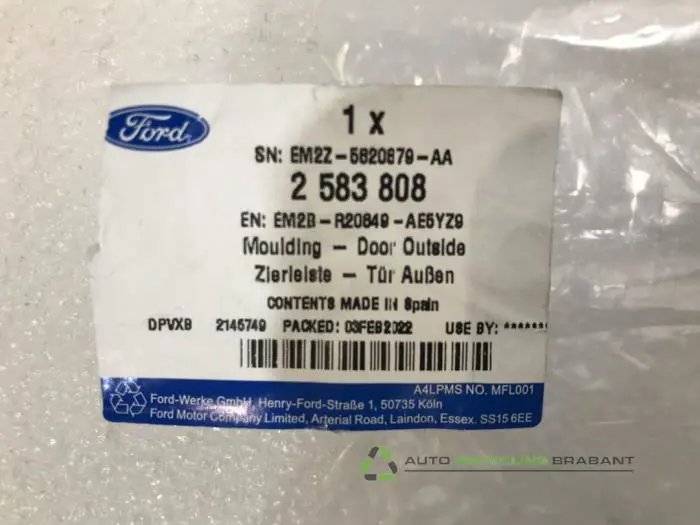 Ford
1 x
SN: EM2Z-5820879-AA
2 583 808
EN: EM2B-R20649-AE5YZ9
Moulding - Door Outside
Zierleiste - Tür Außen
CONTENTS MADE IN Spain
DPVXB 2145749 PACKED: 03FEB2022 USE BY: *******
A4LPMS NO. MFL001
Ford-Werke GmbH, Henry-Ford-Straße 1, 50735 Köln
Ford Motor Company Limited, Arterial Road, Laindon, Essex. SS15 6EE
AUTO RECYCLING BRABANT